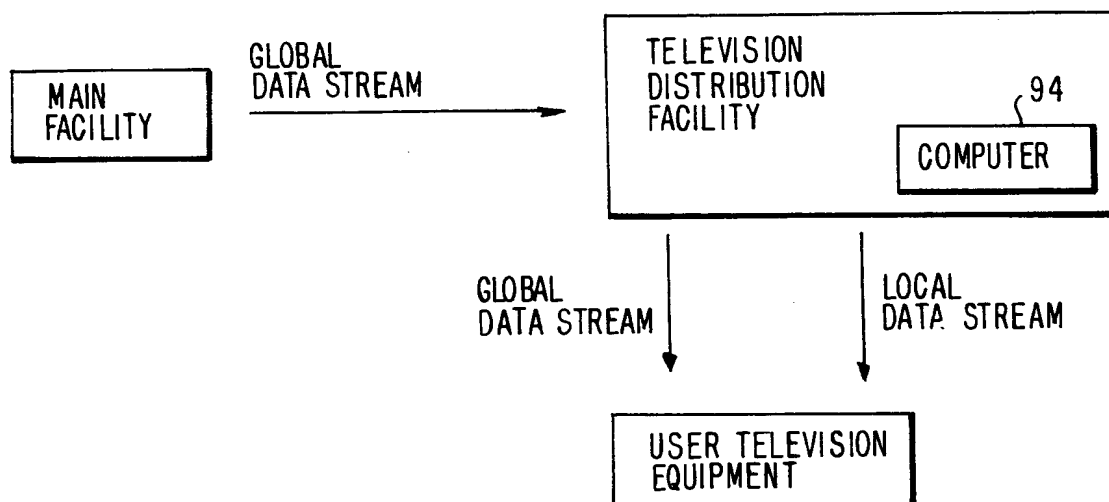 MAIN
FACILITY
GLOBAL
DATA STREAM
TELEVISION
DISTRIBUTION
FACILITY
94
COMPUTER
GLOBAL
DATA STREAM
LOCAL
DATA STREAM
USER TELEVISION
EQUIPMENT